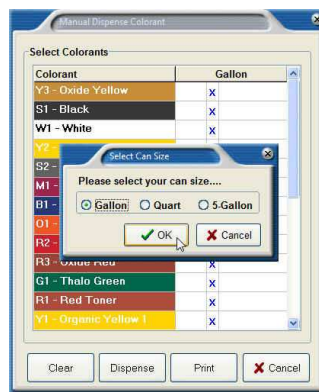 Manual Dispense Colorant
Select Colorants
Colorant Gallon
Y3 - Oxide Yellow X
S1 - Black X
W1 - White X
Y2 -
S2 -
M1 -
B1 -
O1 -
R2 -
R3 - Oxide Red X
G1 - Thalo Green X
R1 - Red Toner X
Y1 - Organic Yellow 1 X
Select Can Size
Please select your can size....
Gallon Quart 5-Gallon
OK Cancel
Clear Dispense Print Cancel